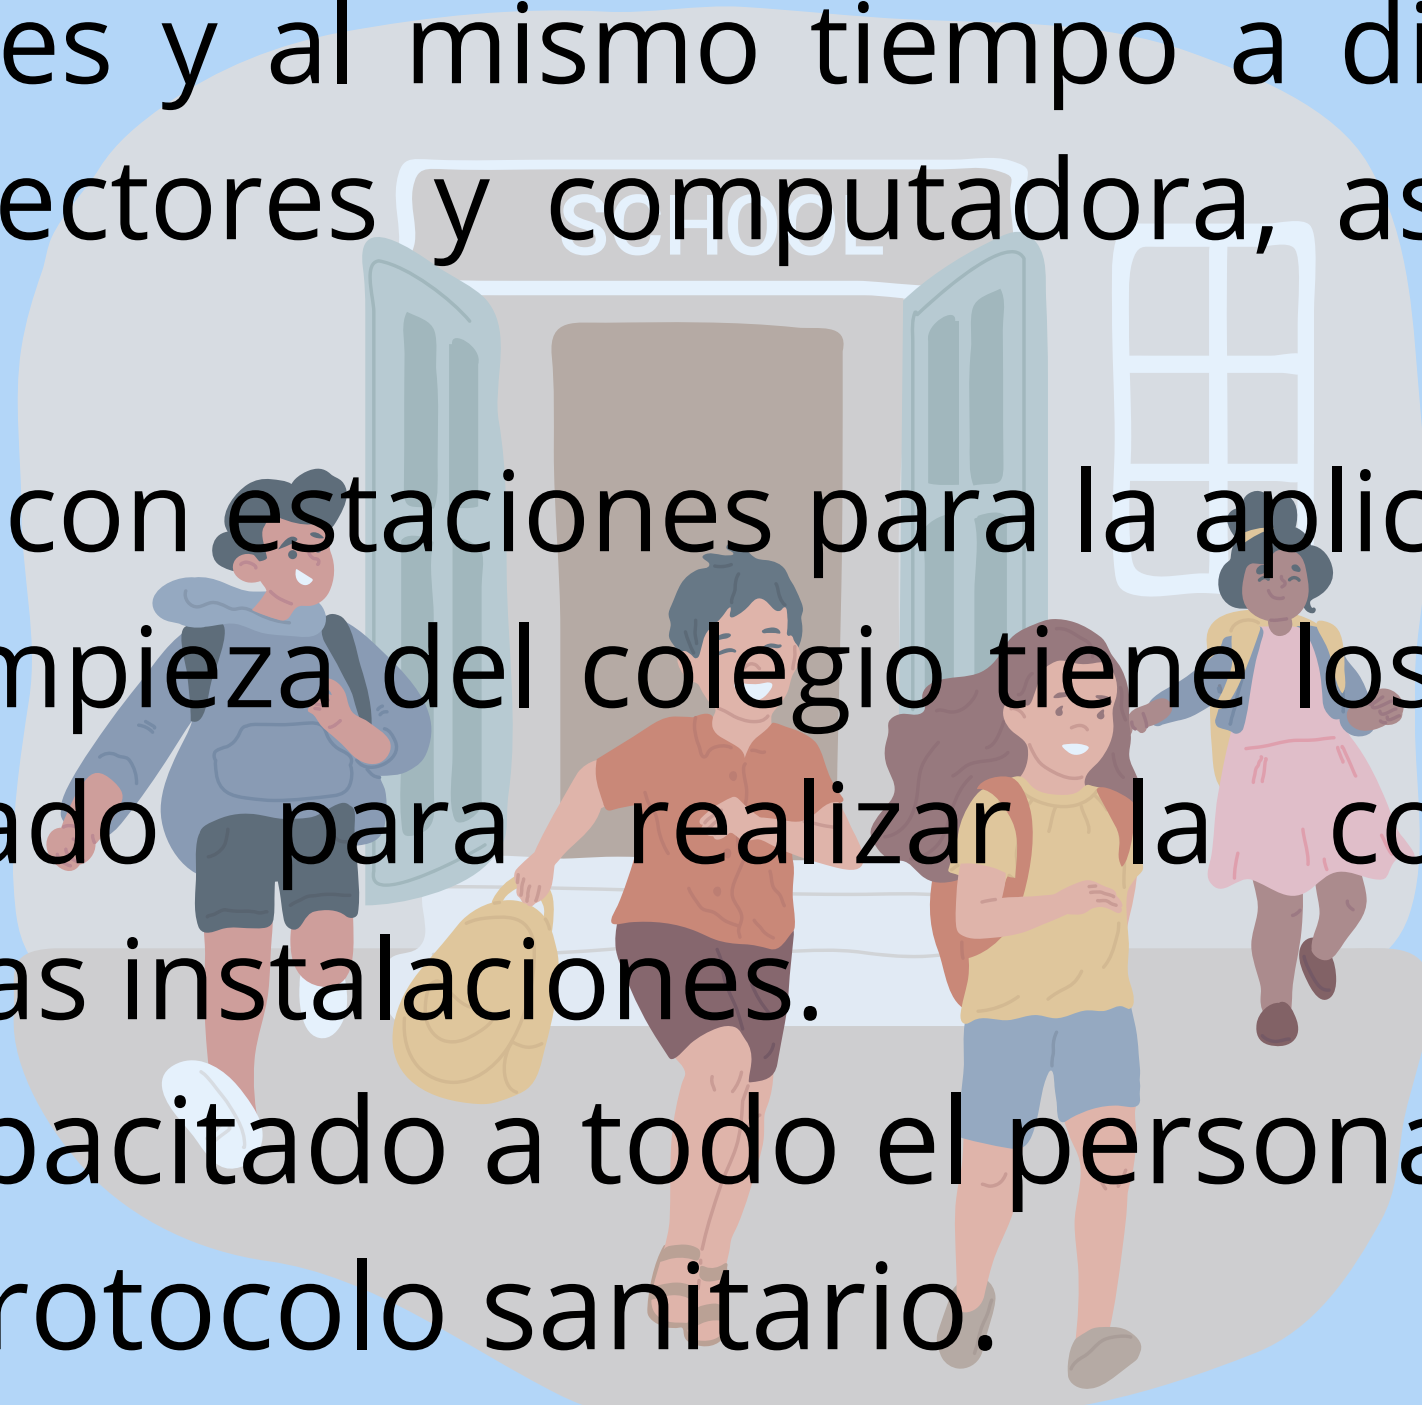 es y al mismo tiempo a di
ectores y computadora, as
SCHOOL
con estaciones para la aplic
mpieza del colegio tiene los
ado para realizar la co
as instalaciones.
pacitado a todo el persona
rotocolo sanitario.